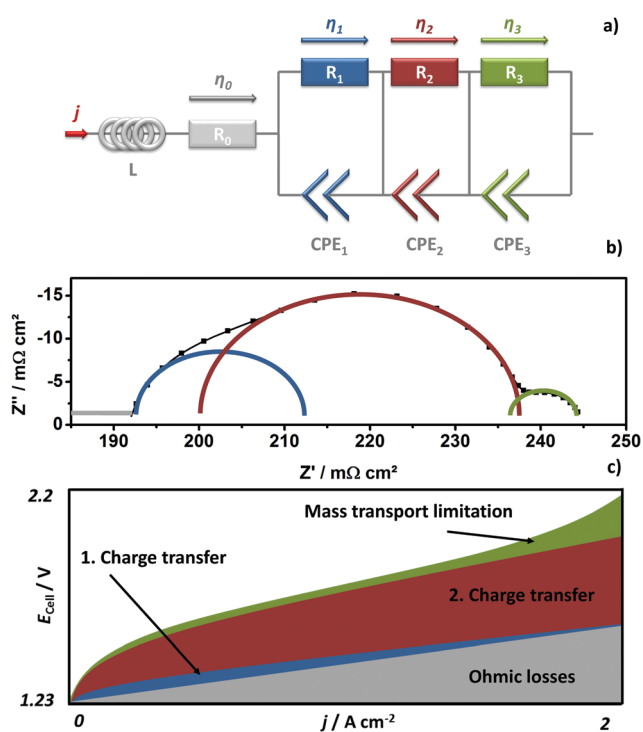 a)
η1 η2 η3
R1 R2 R3
η0
j
R0
L
CPE1 CPE2 CPE3
b)
-15
-10
-5
0
Z'' / mΩ cm²
190 200 210 220 230 240 250
Z' / mΩ cm²
c)
2.2
Mass transport limitation
1. Charge transfer
2. Charge transfer
Ohmic losses
ECell / V
1.23
0 2
j / A cm-2